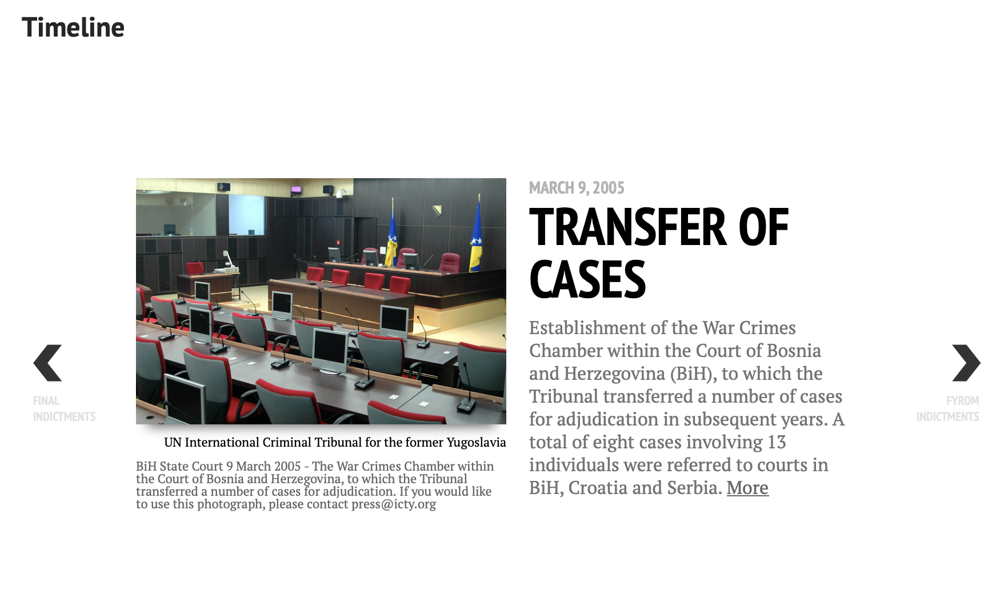 Timeline
MARCH 9, 2005
TRANSFER OF
CASES
Establishment of the War Crimes
Chamber within the Court of Bosnia
and Herzegovina (BiH), to which the
Tribunal transferred a number of cases
for adjudication in subsequent years. A
total of eight cases involving 13
individuals were referred to courts in
BiH, Croatia and Serbia. More
UN International Criminal Tribunal for the former Yugoslavia
BiH State Court 9 March 2005 - The War Crimes Chamber within
the Court of Bosnia and Herzegovina, to which the Tribunal
transferred a number of cases for adjudication. If you would like
to use this photograph, please contact press@icty.org
FINAL
INDICTMENTS
FYROM
INDICTMENTS